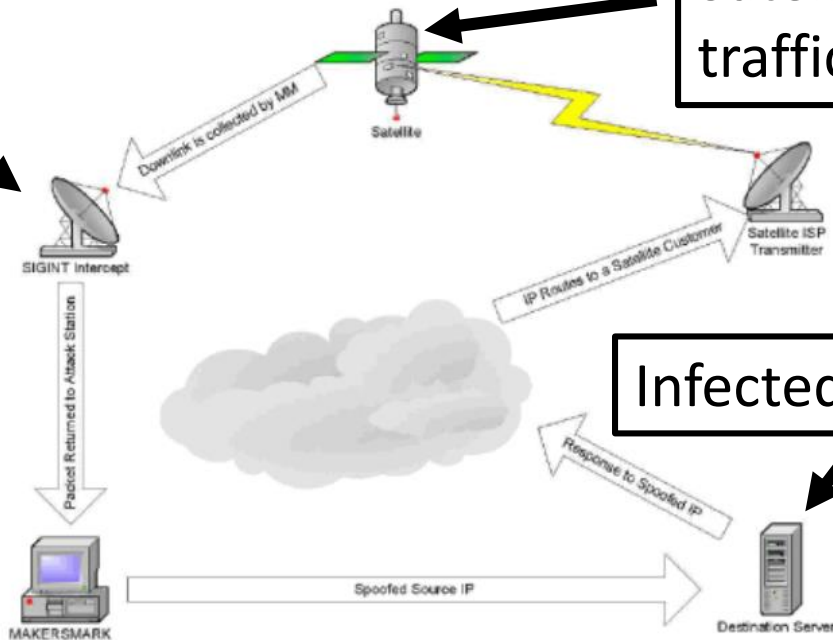 traffic
Downlink is collected by MM
Satellite
SIGINT Intercept
Satellite ISP
Transmitter
IP Routes to a Satellite Customer
Packet Returned to Attack Station
Infected
Response to Spoofed IP
Spoofed Source IP
MAKERSMARK
Destination Server